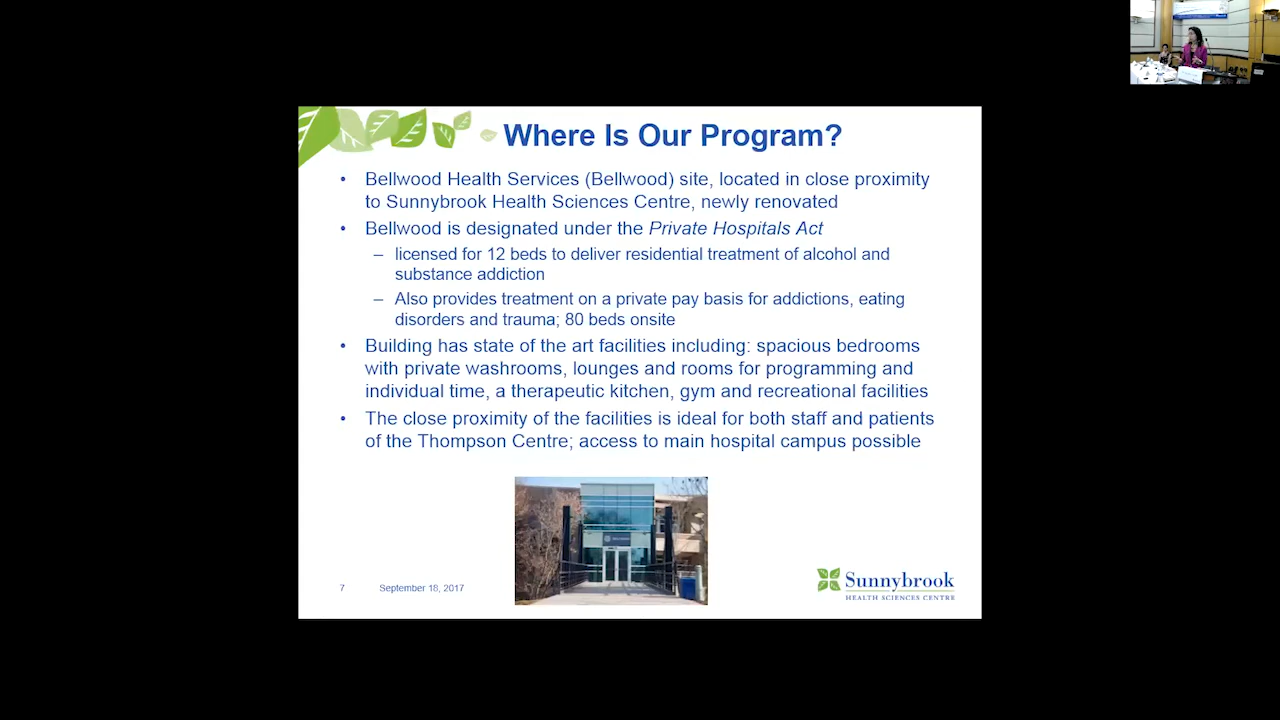 Where Is Our Program?
• Bellwood Health Services (Bellwood) site, located in close proximity
to Sunnybrook Health Sciences Centre, newly renovated
• Bellwood is designated under the Private Hospitals Act
– licensed for 12 beds to deliver residential treatment of alcohol and
substance addiction
– Also provides treatment on a private pay basis for addictions, eating
disorders and trauma; 80 beds onsite
• Building has state of the art facilities including: spacious bedrooms
with private washrooms, lounges and rooms for programming and
individual time, a therapeutic kitchen, gym and recreational facilities
• The close proximity of the facilities is ideal for both staff and patients
of the Thompson Centre; access to main hospital campus possible
7 September 18, 2017
Sunnybrook
HEALTH SCIENCES CENTRE